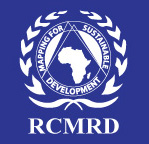 MAPPING FOR SUSTAINABLE
DEVELOPMENT
RCMRD